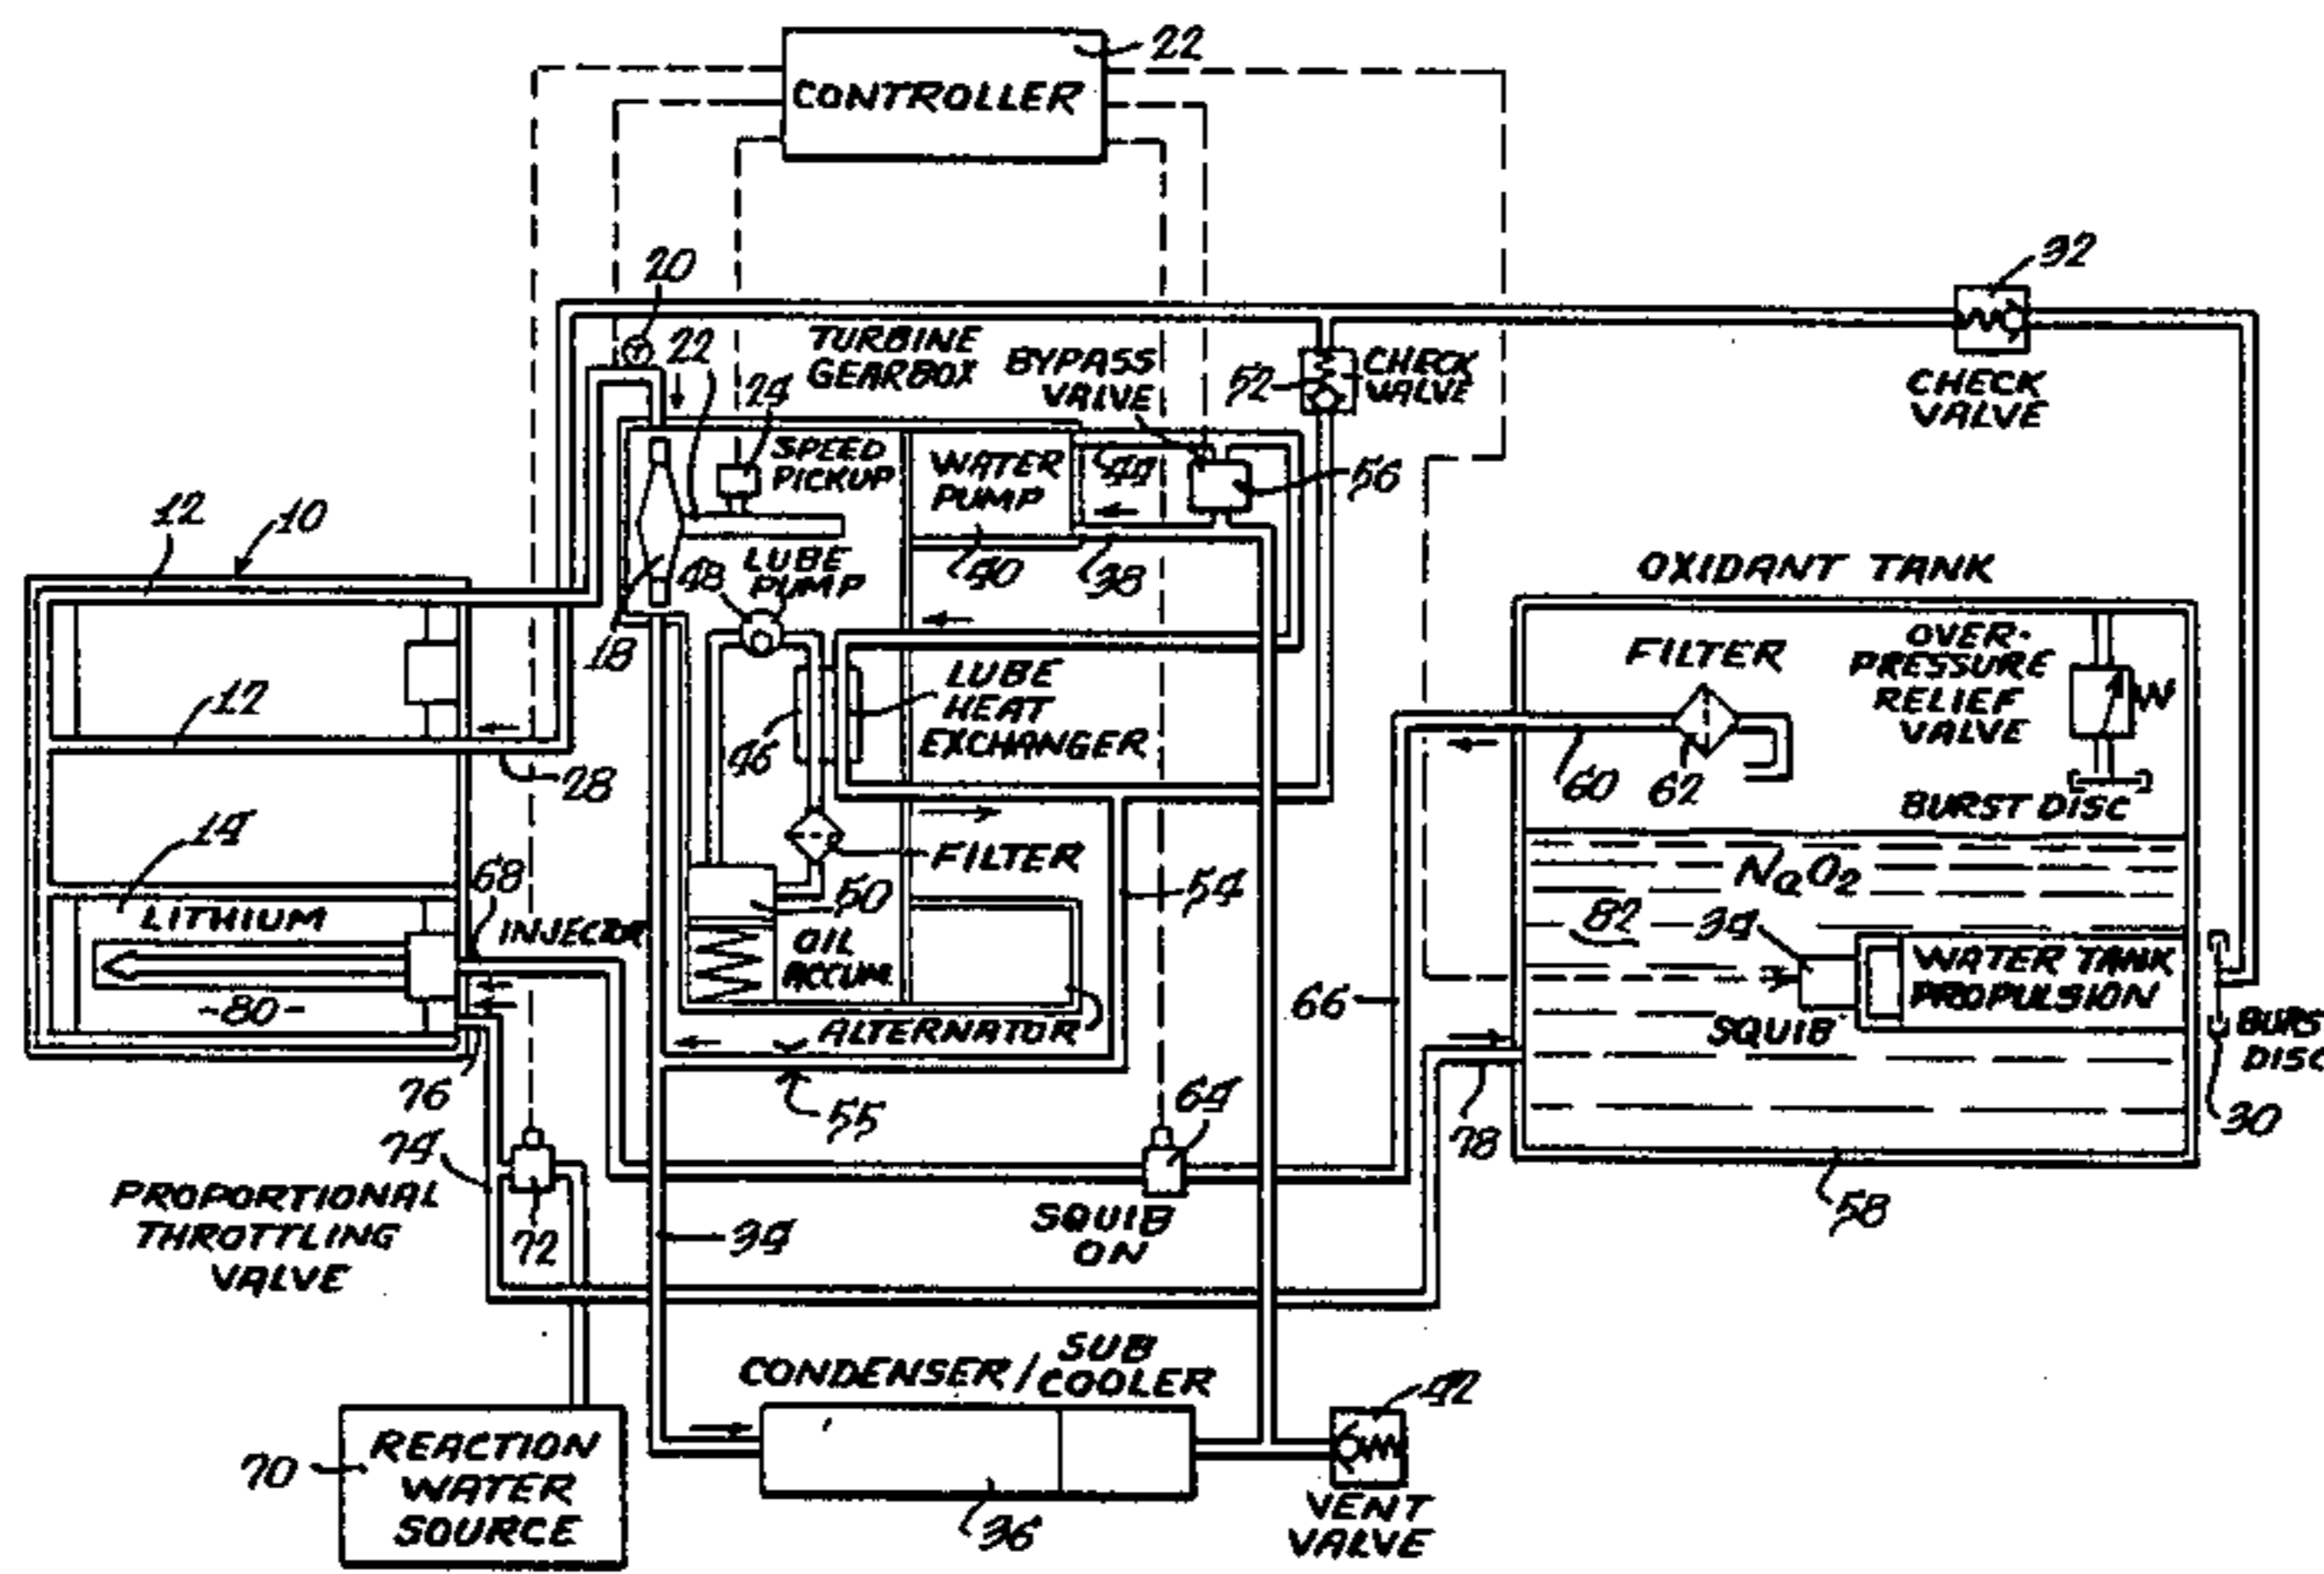 22
CONTROLLER
20
32
TURBINE
GEARBOX
22
BYPASS
VALVE
52
CHECK
VALVE
CHECK
VALVE
24
SPEED
PICKUP
WATER
PUMP
44
56
12
10
LUBE
PUMP
48
40
38
OXIDANT TANK
18
FILTER
OVER-
PRESSURE
RELIEF
VALVE
LUBE
HEAT
EXCHANGER
12
46
28
60
62
BURST DISC
14
FILTER
NaO2
68
50
54
LITHIUM
INJECTOR
OIL
ACCUM.
82
34
WATER TANK
PROPULSION
-80-
66
SQUIB
BURST
DISC
ALTERNATOR
76
55
64
78
30
74
58
PROPORTIONAL
THROTTLING
VALVE
72
34
SQUIB
ON
CONDENSER/
SUB
COOLER
42
70
REACTION
WATER
SOURCE
36
VENT
VALVE